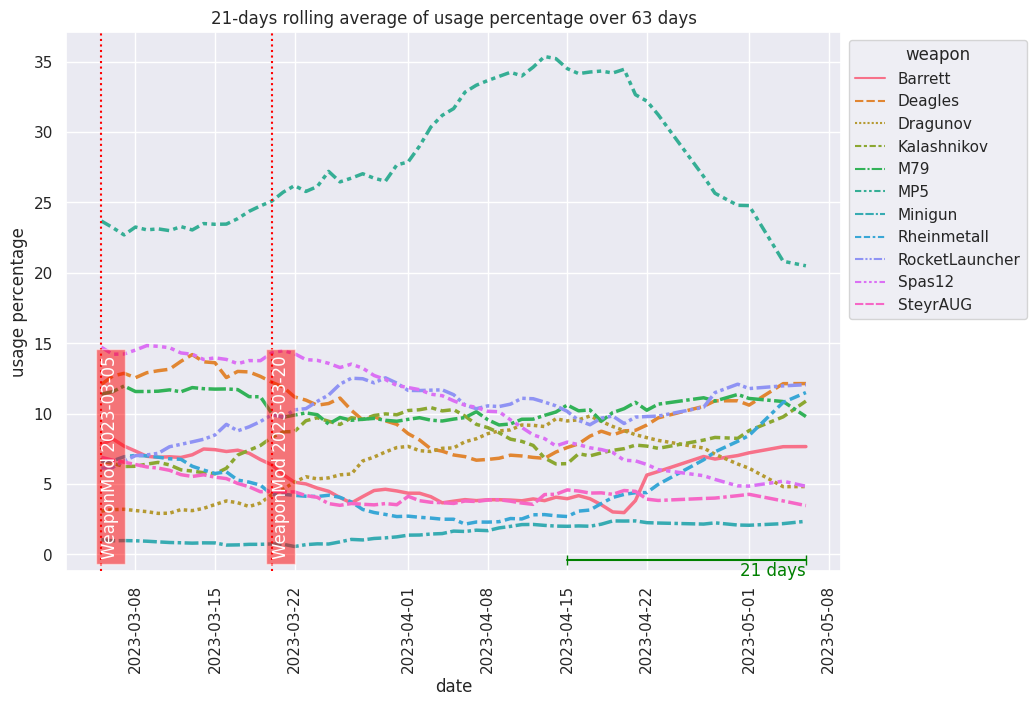 21-days rolling average of usage percentage over 63 days
usage percentage
35
30
25
20
15
10
5
0
WeaponMod 2023-03-05
WeaponMod 2023-03-20
21 days
2023-03-08
2023-03-15
2023-03-22
2023-04-01
2023-04-08
2023-04-15
2023-04-22
2023-05-01
2023-05-08
date
weapon
Barrett
Deagles
Dragunov
Kalashnikov
M79
MP5
Minigun
Rheinmetall
RocketLauncher
Spas12
SteyrAUG